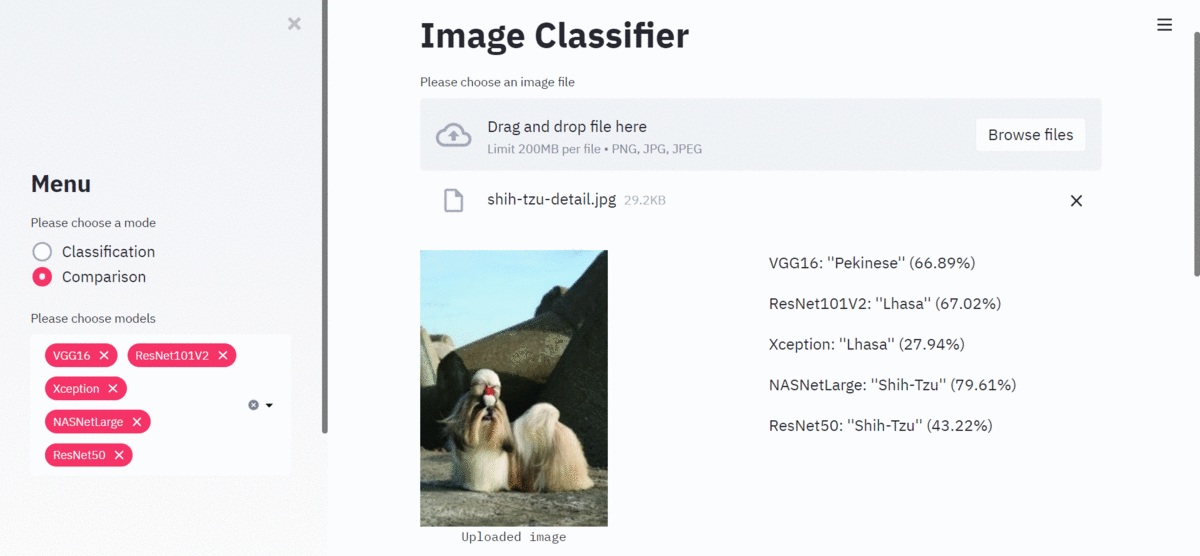 Menu
Please choose a mode
Classification
Comparison
Please choose models
VGG16 ResNet101V2
Xception
NASNetLarge
ResNet50
Image Classifier
Please choose an image file
Drag and drop file here
Limit 200MB per file • PNG, JPG, JPEG
Browse files
shih-tzu-detail.jpg 29.2KB
Uploaded image
VGG16: "Pekinese" (66.89%)
ResNet101V2: "Lhasa" (67.02%)
Xception: "Lhasa" (27.94%)
NASNetLarge: "Shih-Tzu" (79.61%)
ResNet50: "Shih-Tzu" (43.22%)